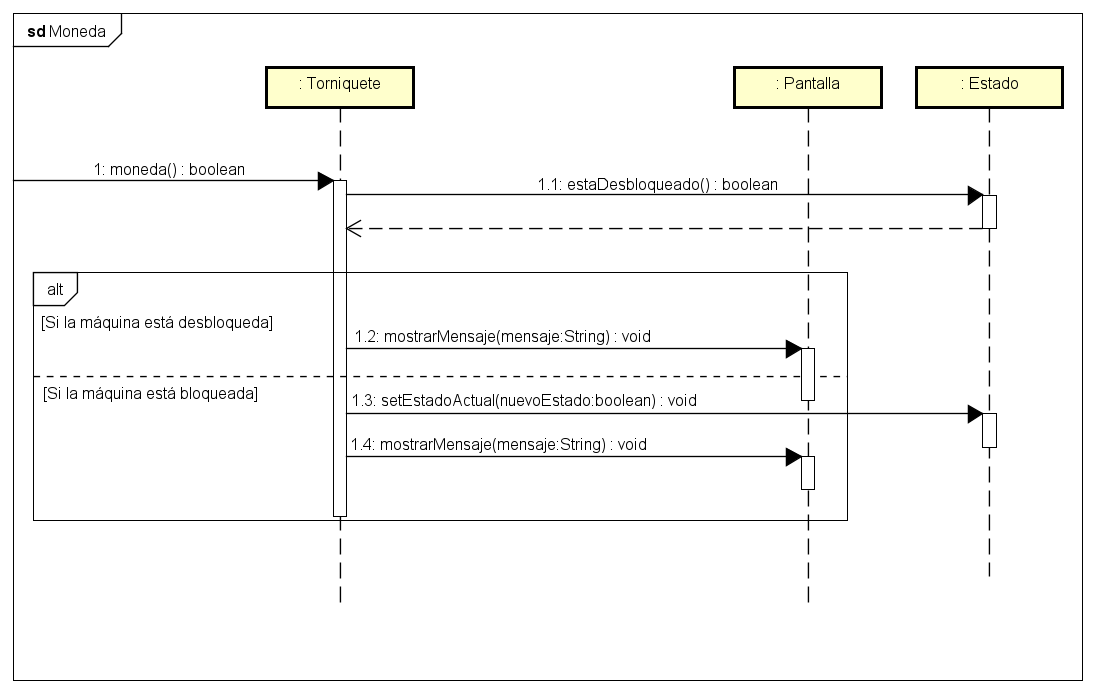 sd Moneda
: Torniquete
: Pantalla
: Estado
1: moneda() : boolean
1.1: estaDesbloqueado() : boolean
alt
[Si la máquina está desbloqueda]
1.2: mostrarMensaje(mensaje:String) : void
[Si la máquina está bloqueada]
1.3: setEstadoActual(nuevoEstado:boolean) : void
1.4: mostrarMensaje(mensaje:String) : void